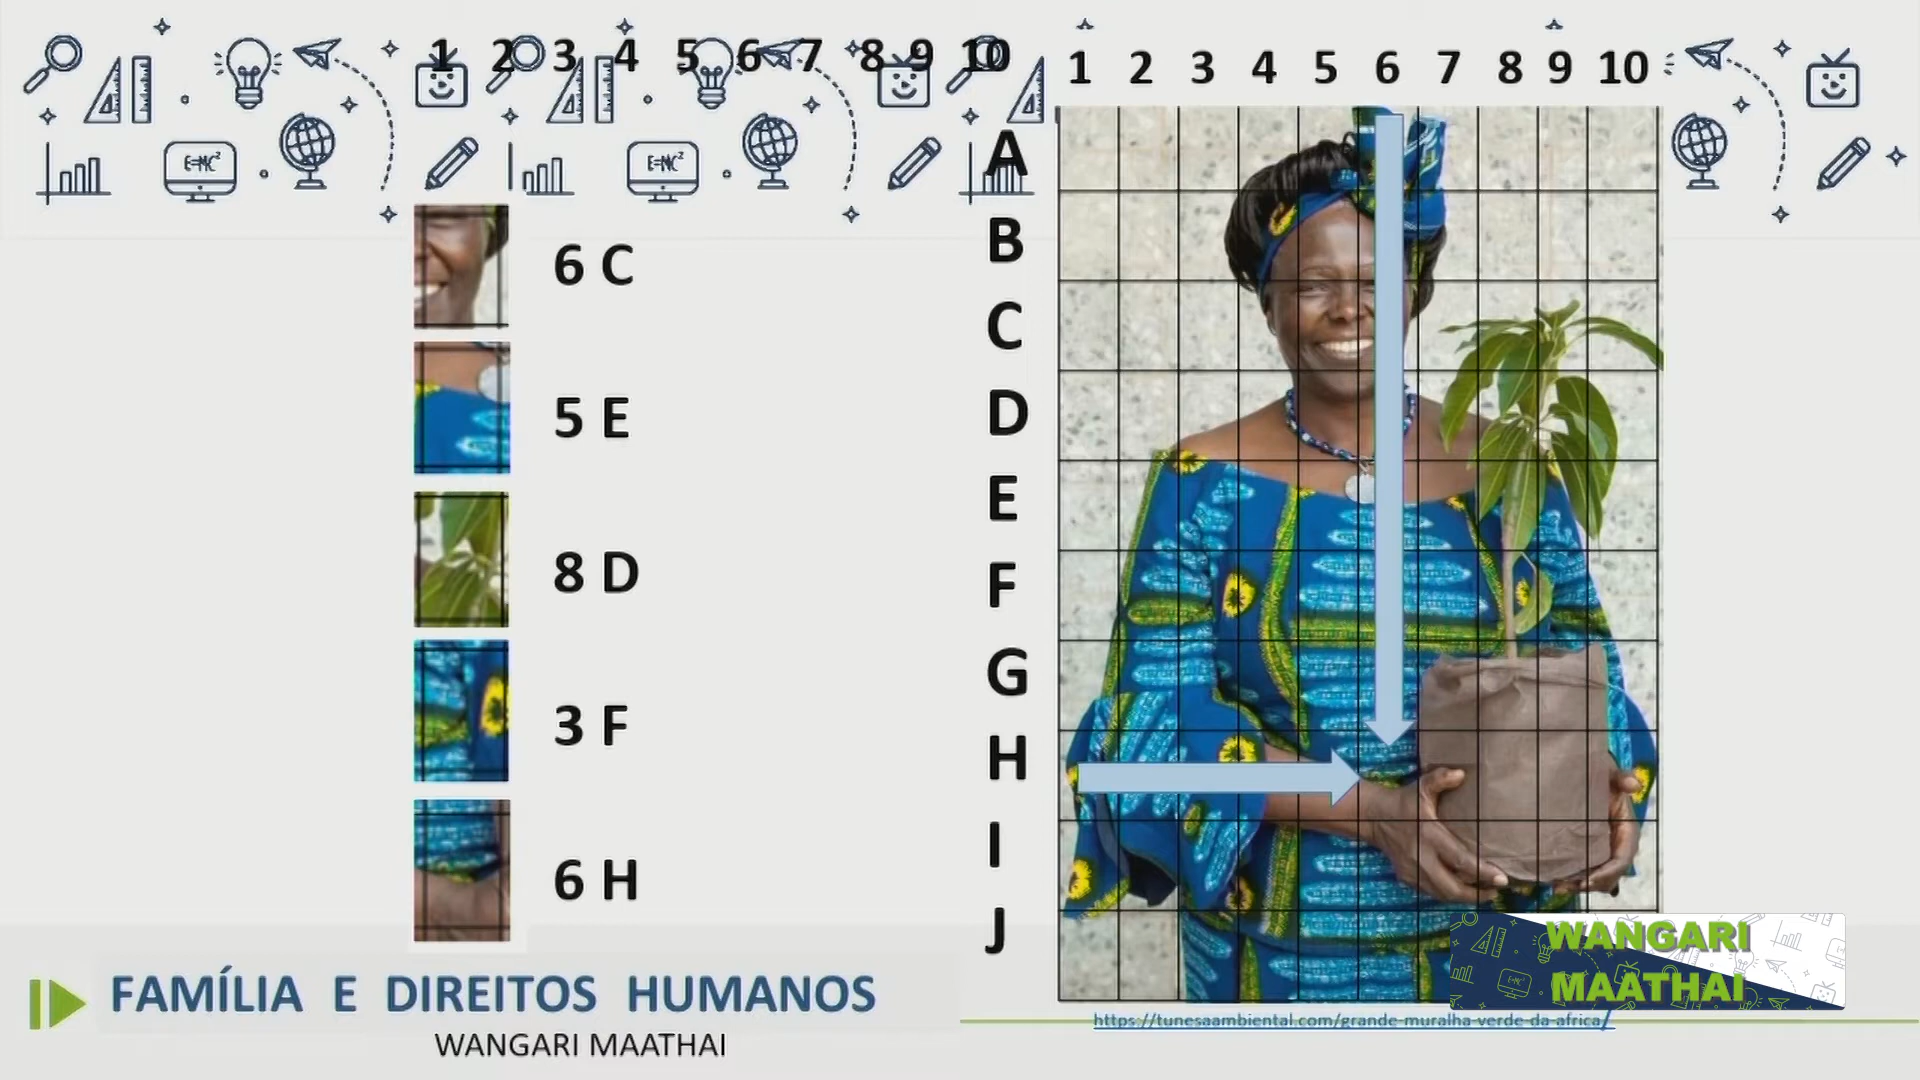 1 2 3 4 5 6 7 8 9 10
1 2 3 4 5 6 7 8 9 10
E=MC²
E=MC²
A
B
C
D
E
F
G
H
I
J
6 C
5 E
8 D
3 F
6 H
WANGARI
MAATHAI
FAMÍLIA E DIREITOS HUMANOS
WANGARI MAATHAI
https://tunesaambiental.com/grande-muralha-verde-da-africa/